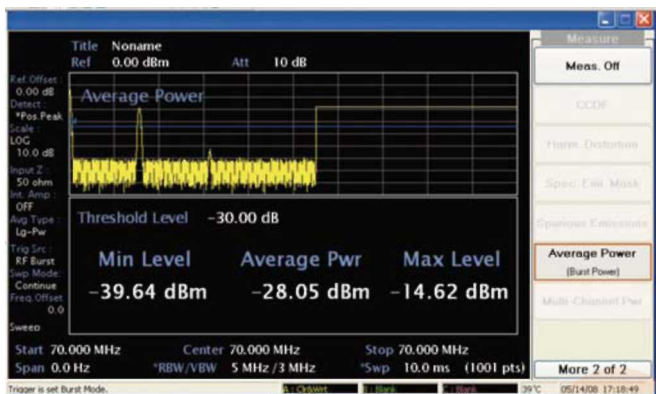 Measure
Title Noname
Ref 0.00 dBm Att 10 dB
Meas. Off
Ref. Offset :
0.00 dB
Detect :
*Pos.Peak
Scale :
LOG
10.0 dB
Input Z :
50 ohm
Int. Amp :
OFF
Avg Type :
Lg-Pw
Trig Src :
RF Burst
Swp Mode:
Continue
Freq. Offset
0.0
Sweep
Average Power
CCDF
Harm. Distortion
Spec. Emi. Mask
Spurious Emissions
Threshold Level -30.00 dB
Min Level Average Pwr Max Level
-39.64 dBm -28.05 dBm -14.62 dBm
Average Power
(Burst Power)
Multi-Channel Pwr
Start 70.000 MHz Center 70.000 MHz Stop 70.000 MHz
Span 0.0 Hz *RBW/VBW 5 MHz /3 MHz *Swp 10.0 ms (1001 pts)
More 2 of 2
Trigger is set Burst Mode. A : ClrWrt B : Blank C : Blank 39°C 05/14/08 17:18:49